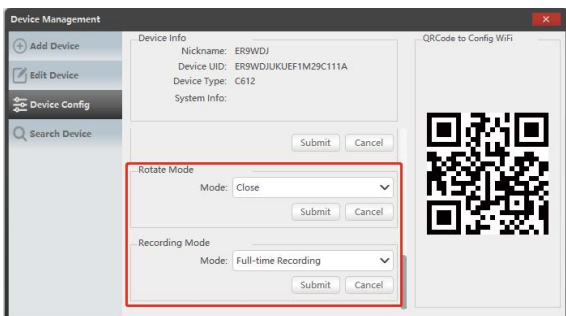 Device Management
Add Device
Edit Device
Device Config
Search Device
Device Info
Nickname: ER9WDJ
Device UID: ER9WDJUKUEF1M29C111A
Device Type: C612
System Info:
Submit Cancel
Rotate Mode
Mode: Close
Submit Cancel
Recording Mode
Mode: Full-time Recording
Submit Cancel
QRCode to Config WiFi